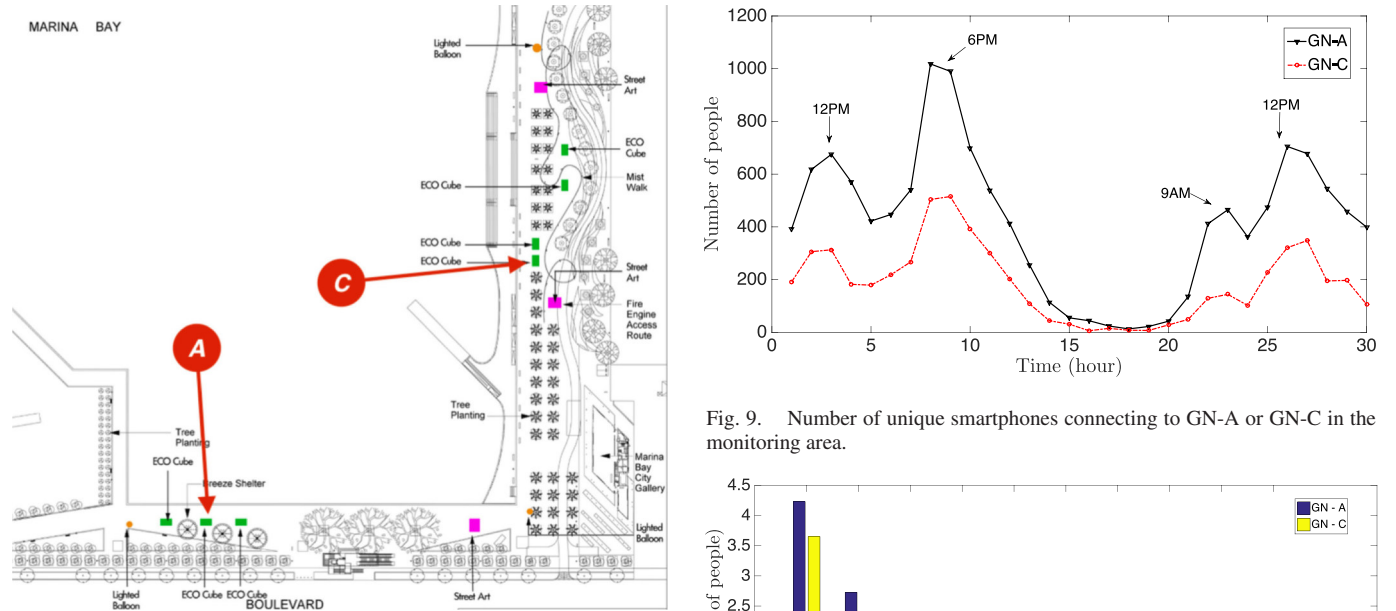 MARINA BAY
Lighted
Balloon
Street
Art
ECO
Cube
ECO Cube
Mist
Walk
ECO Cube
ECO Cube
C
Street
Art
Fire
Engine
Access
Route
A
Tree
Planting
Tree
Planting
ECO Cube
Breeze Shelter
Marina
Bay
City
Gallery
Lighted
Balloon
Lighted
Balloon
ECO Cube ECO Cube
BOULEVARD
Street Art
1200
1000
800
600
400
200
0
Number of people
12PM
6PM
9AM
12PM
GN-A
GN-C
0 5 10 15 20 25 30
Time (hour)
Fig. 9. Number of unique smartphones connecting to GN-A or GN-C in the
monitoring area.
4.5
4
3.5
3
2.5
of people)
GN - A
GN - C